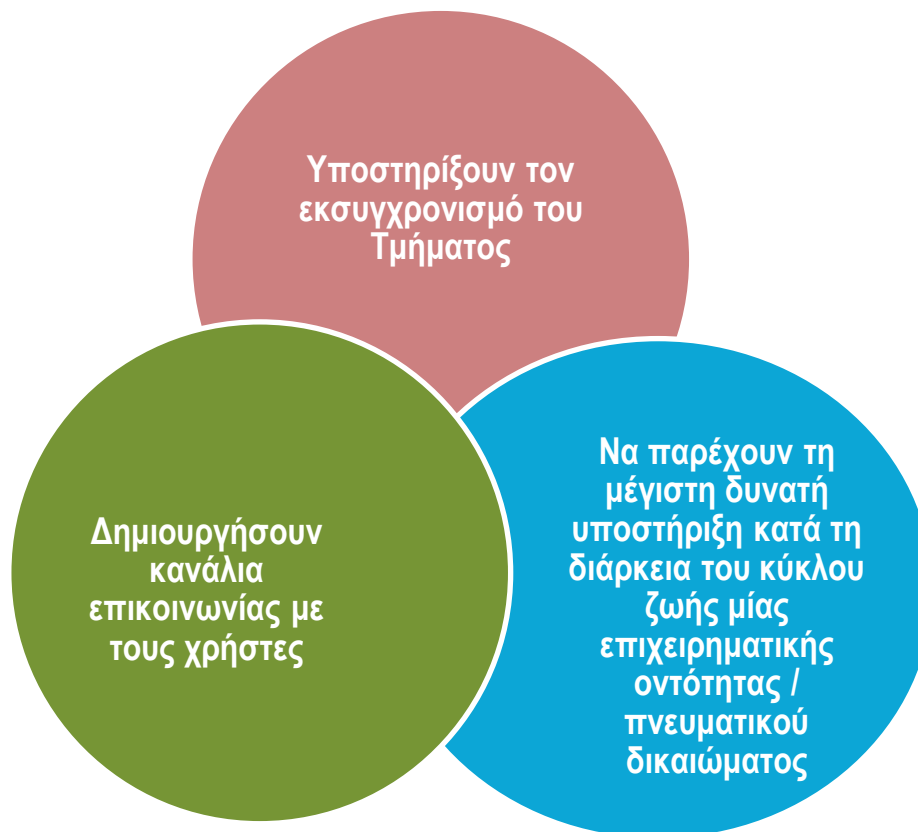 Υποστηρίξουν τον
εκσυγχρονισμό του
Τμήματος
Δημιουργήσουν
κανάλια
επικοινωνίας με
τους χρήστες
Να παρέχουν τη
μέγιστη δυνατή
υποστήριξη κατά τη
διάρκεια του κύκλου
ζωής μίας
επιχειρηματικής
οντότητας /
πνευματικού
δικαιώματος